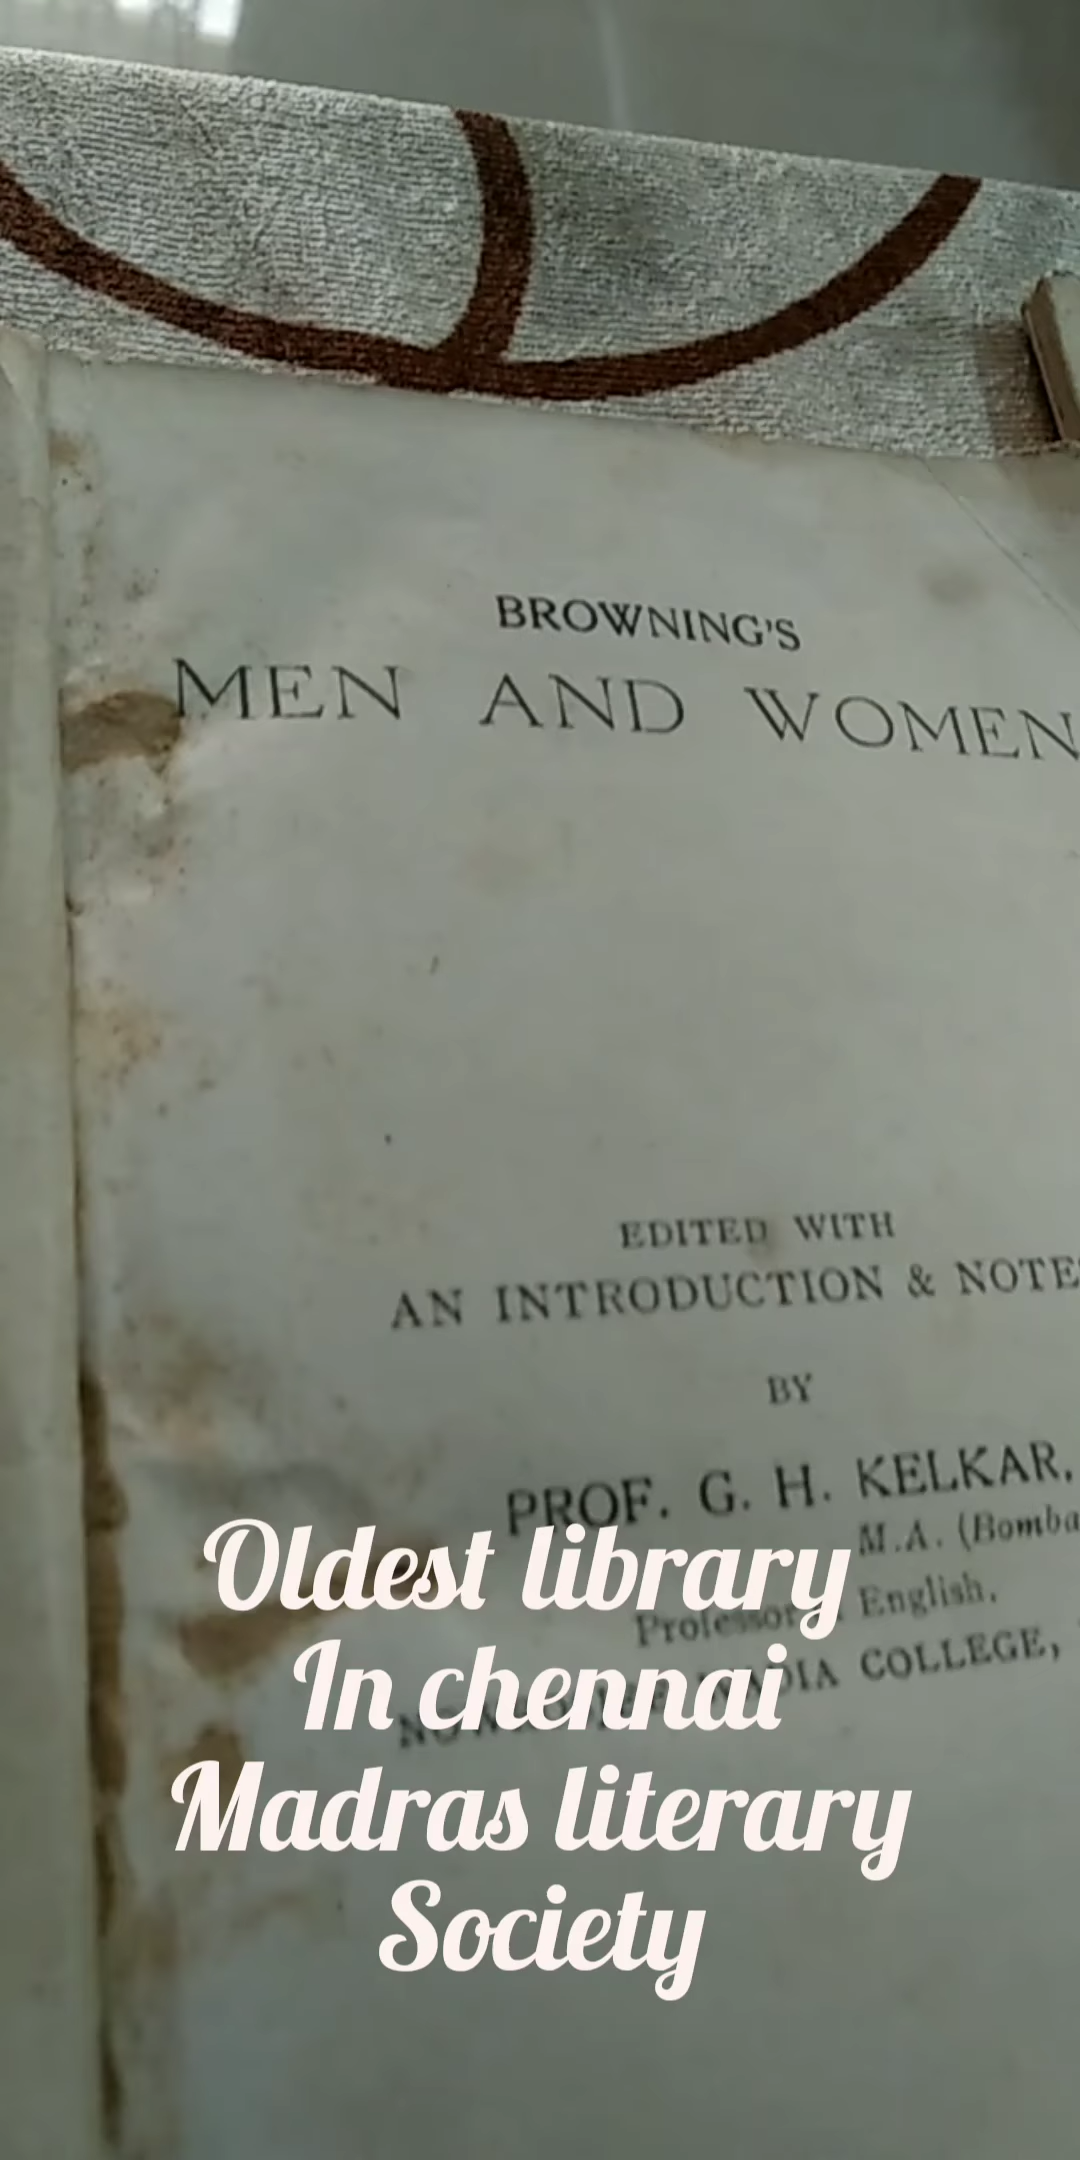 BROWNING'S
MEN AND WOMEN
EDITED WITH
AN INTRODUCTION & NOTES
BY
PROF. G. H. KELKAR,
M.A. (Bomba
English,
COLLEGE,
Oldest library
In chennai
Madras literary
Society